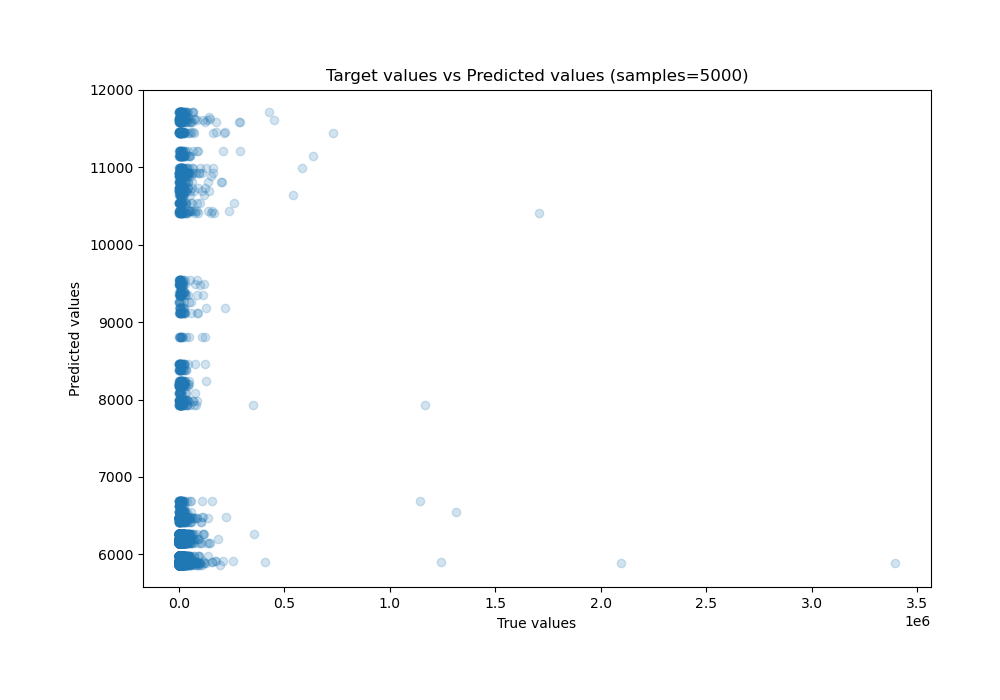 Target values vs Predicted values (samples=5000)
12000
11000
10000
9000
8000
7000
6000
Predicted values
0.0 0.5 1.0 1.5 2.0 2.5 3.0 3.5
1e6
True values